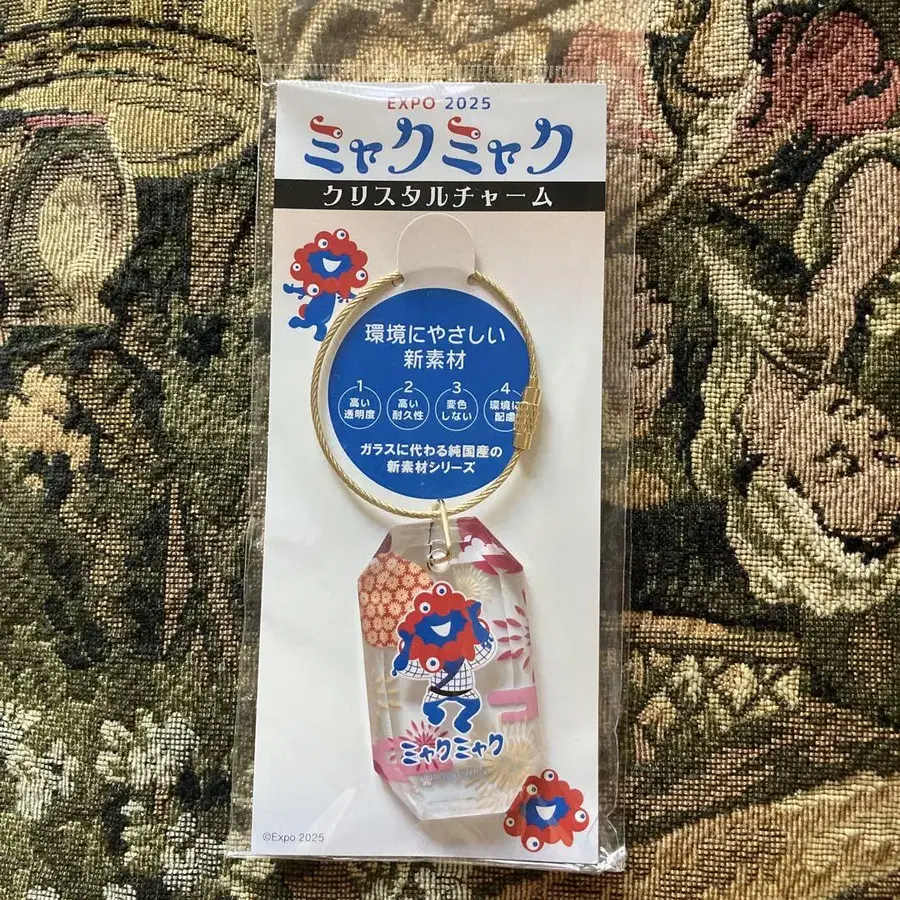 EXPO 2025
ミャクミャク
クリスタルチャーム
環境にやさしい
新素材
1
高い
透明度
2
高い
耐久性
3
変色
しない
4
環境に
配慮
ガラスに代わる純国産の
新素材シリーズ
ミャクミャク
©Expo 2025